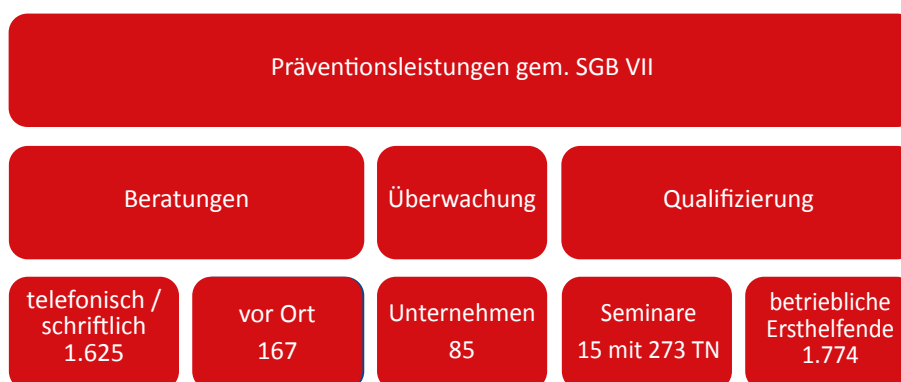 Präventionsleistungen gem. SGB VII
Beratungen
Überwachung
Qualifizierung
telefonisch /
schriftlich
1.625
vor Ort
167
Unternehmen
85
Seminare
15 mit 273 TN
betriebliche
Ersthelfende
1.774